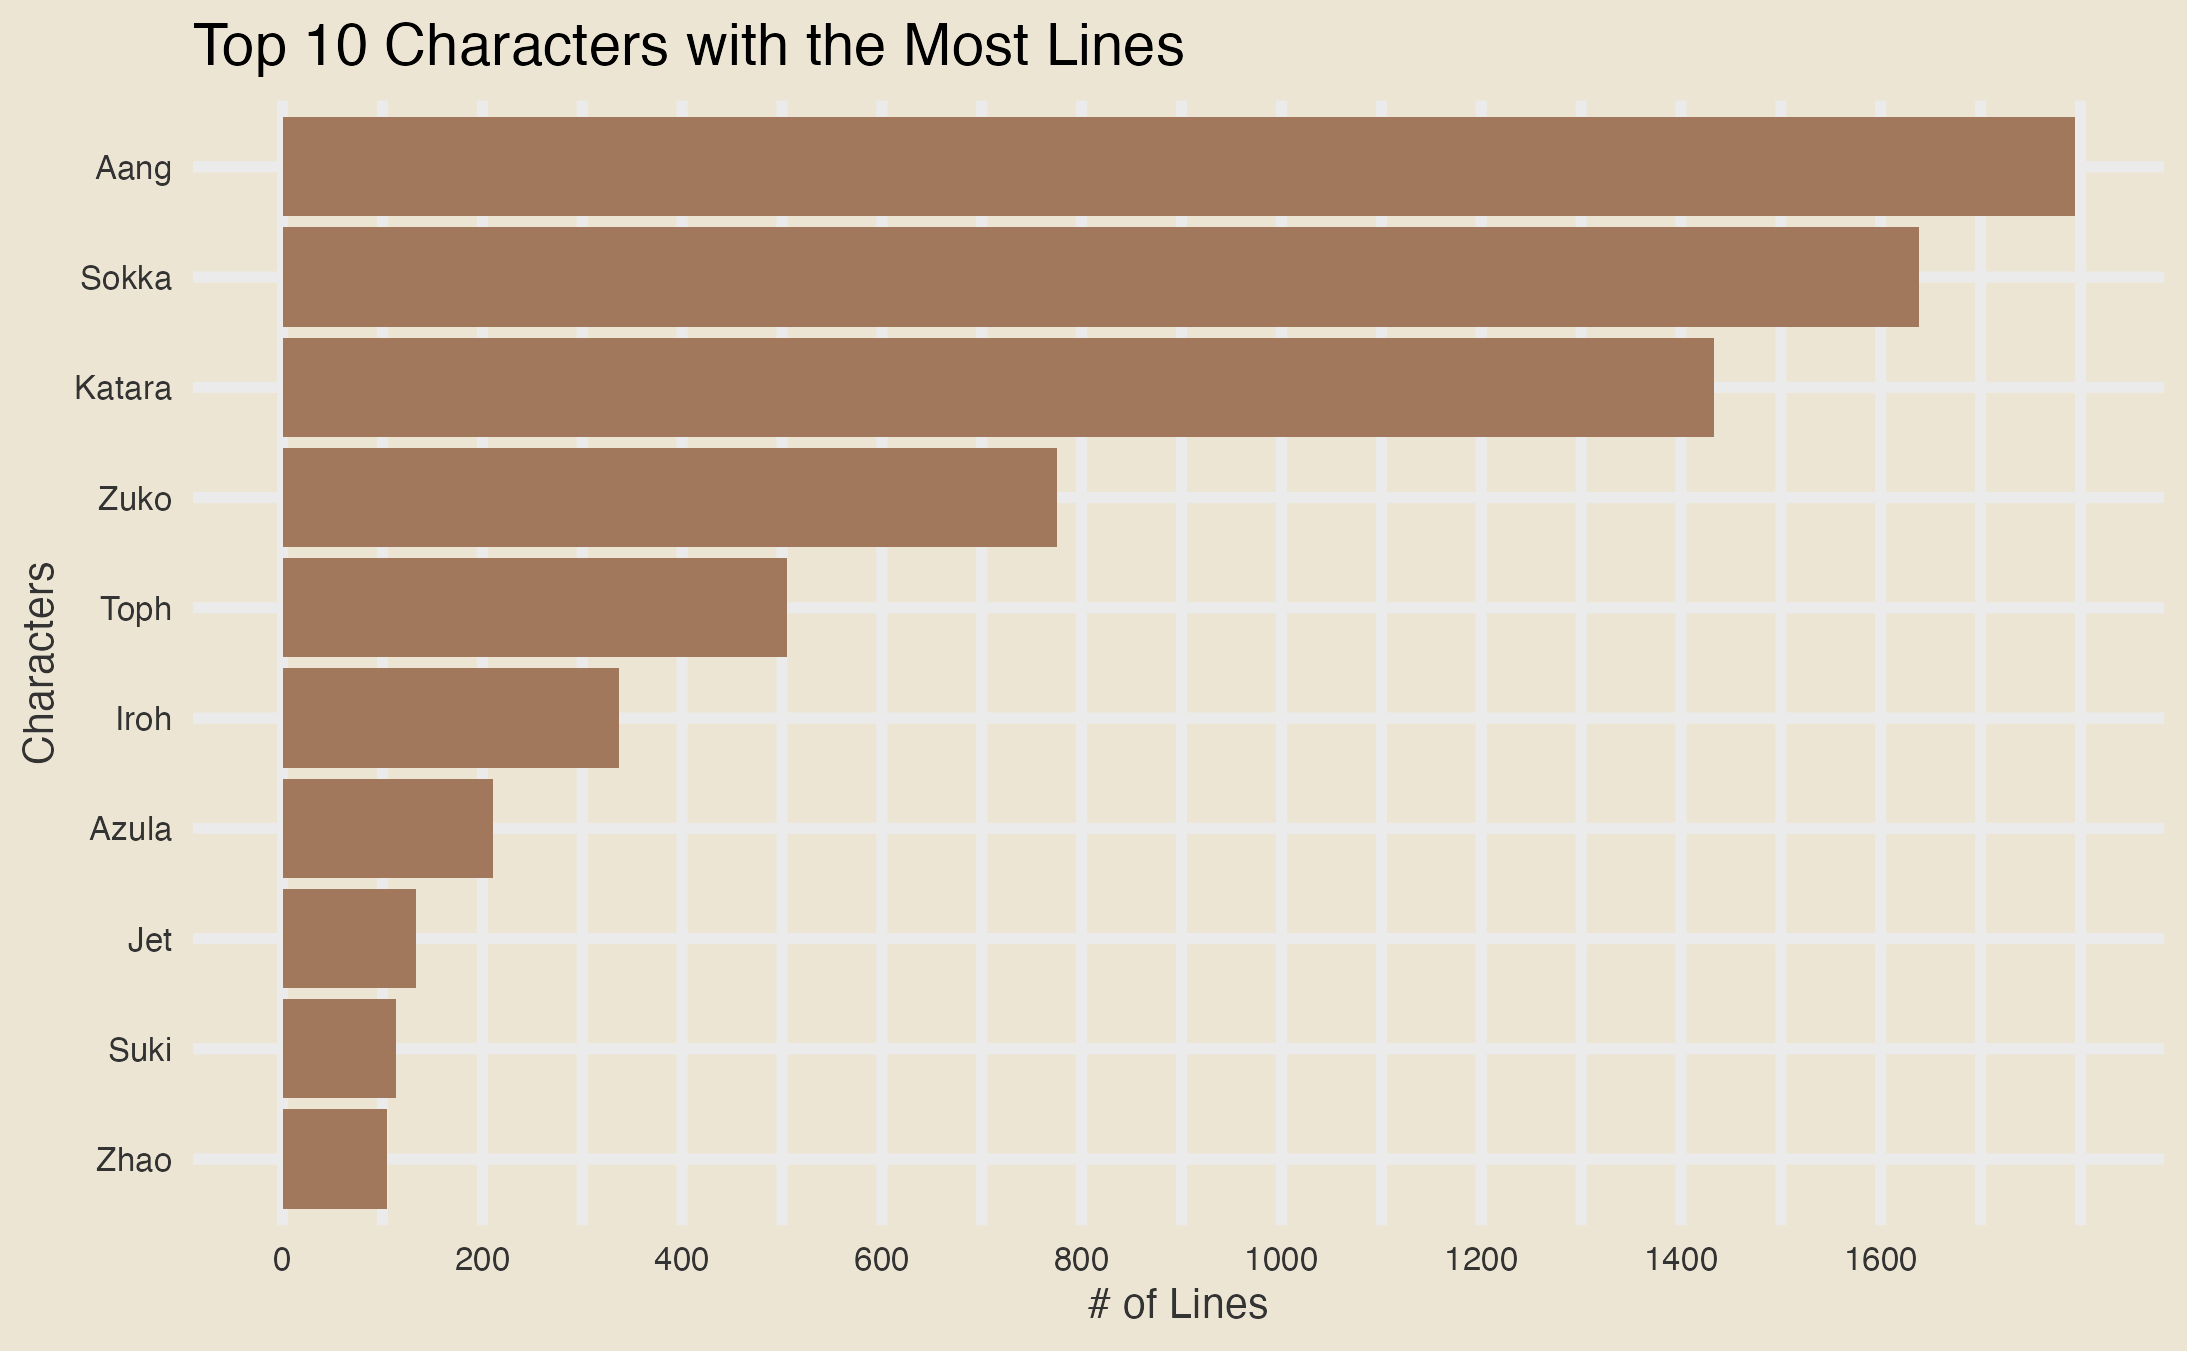 Top 10 Characters with the Most Lines
Characters
Aang
Sokka
Katara
Zuko
Toph
Iroh
Azula
Jet
Suki
Zhao
0 200 400 600 800 1000 1200 1400 1600
# of Lines